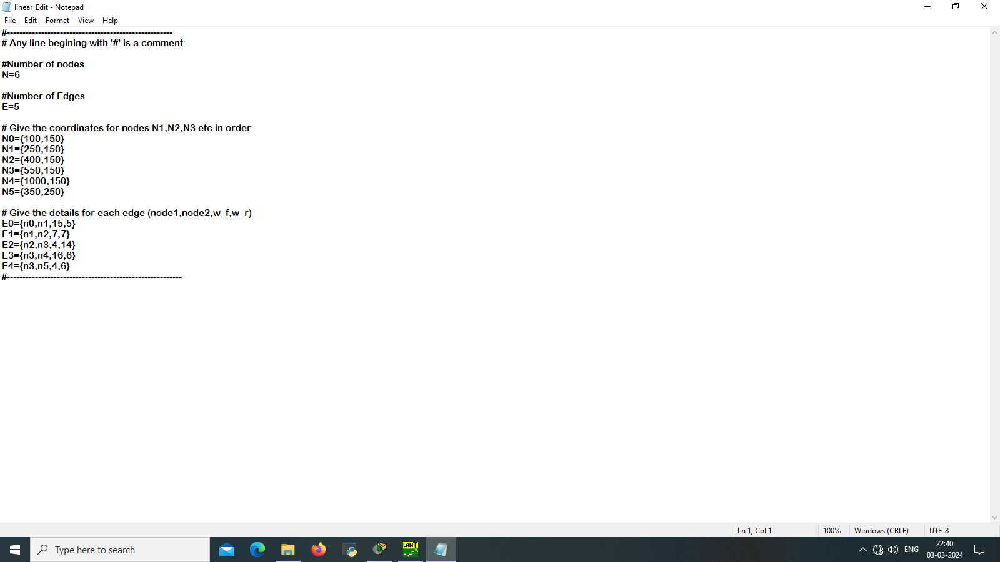 linear_Edit - Notepad
File Edit Format View Help
#-----------------------------------------------------
# Any line begining with '#' is a comment
#Number of nodes
N=6
#Number of Edges
E=5
# Give the coordinates for nodes N1,N2,N3 etc in order
N0={100,150}
N1={250,150}
N2={400,150}
N3={550,150}
N4={1000,150}
N5={350,250}
# Give the details for each edge (node1,node2,w_f,w_r)
E0={n0,n1,15,5}
E1={n1,n2,7,7}
E2={n2,n3,4,14}
E3={n3,n4,16,6}
E4={n3,n5,4,6}
#--------------------------------------------------------
Ln 1, Col 1 100% Windows (CRLF) UTF-8
Type here to search
LANT
ENG
22:40
03-03-2024